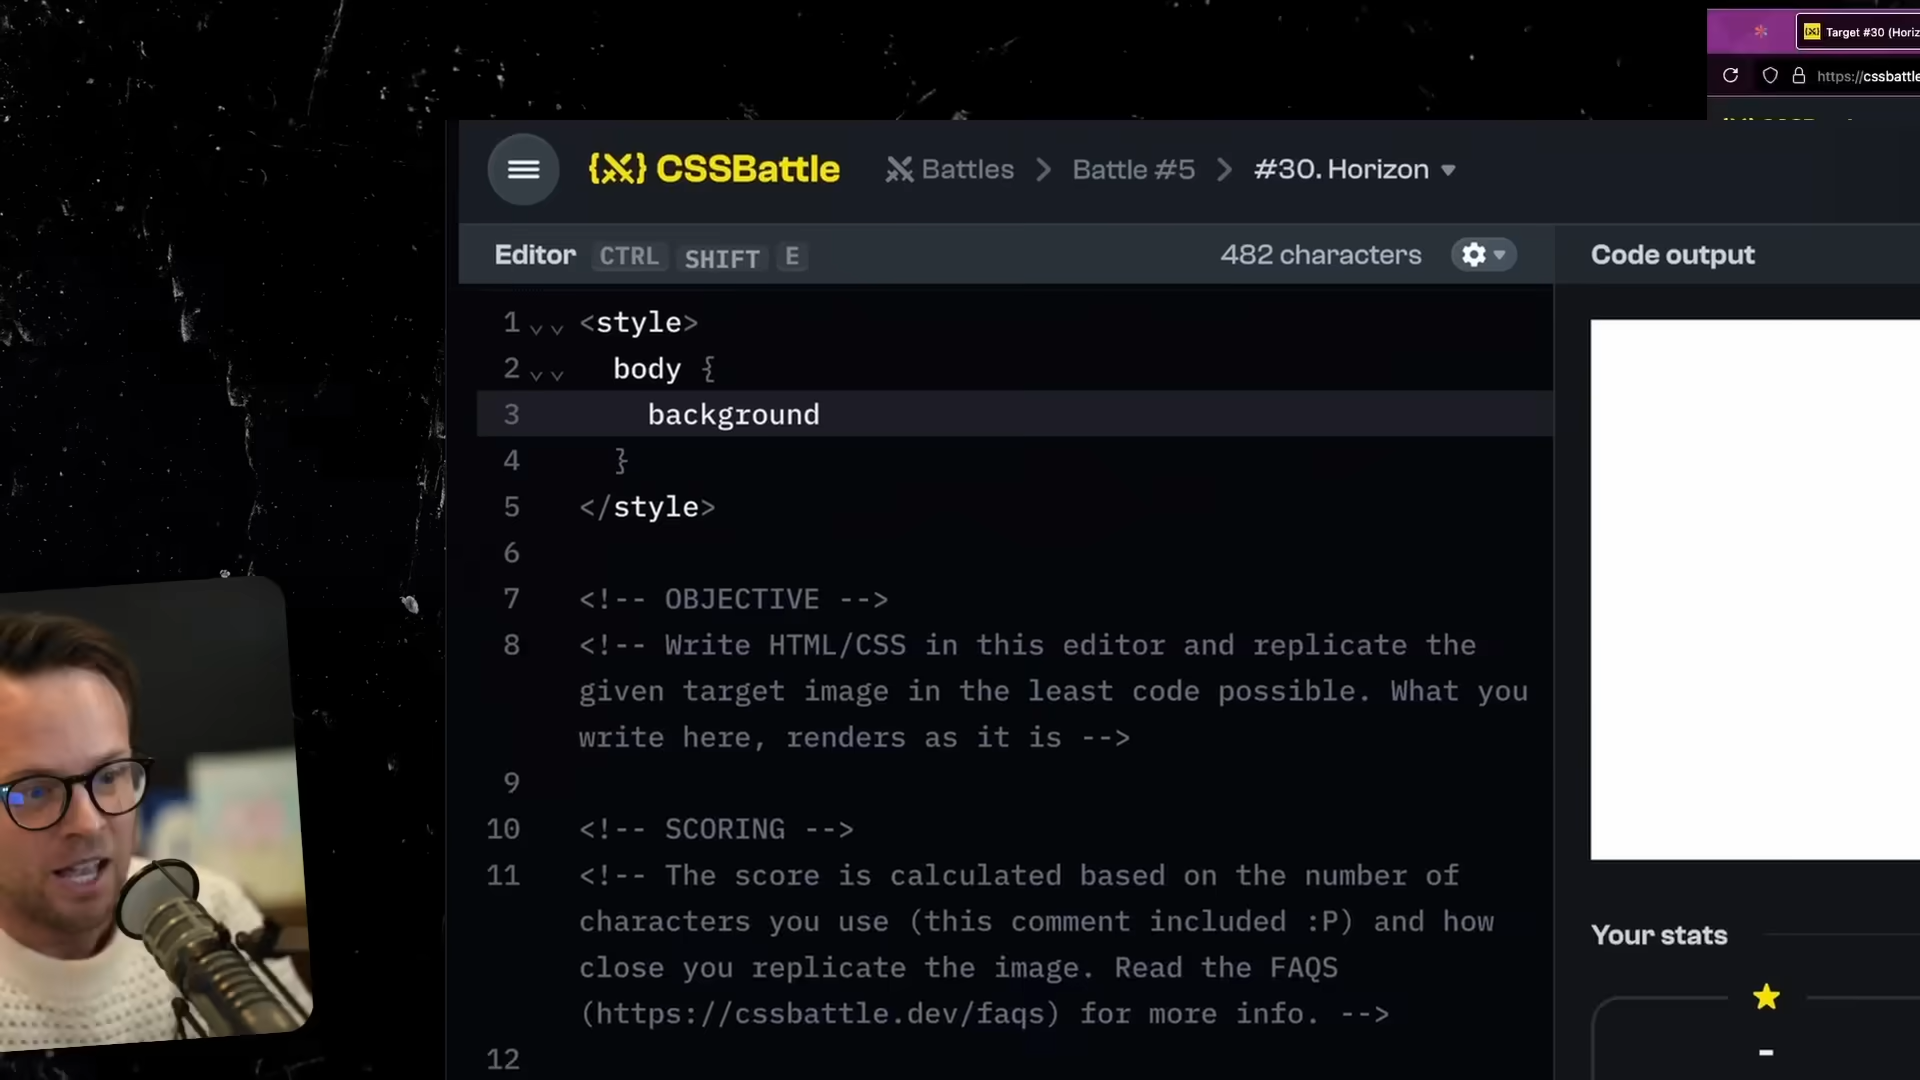 Target #30 (Horiz
https://cssbattle
{X} CSSBattle Battles > Battle #5 > #30. Horizon
Editor CTRL SHIFT E 482 characters Code output
1 <style>
2 body {
3 background
4 }
5 </style>
6
7 <!-- OBJECTIVE -->
8 <!-- Write HTML/CSS in this editor and replicate the
given target image in the least code possible. What you
write here, renders as it is -->
9
10 <!-- SCORING -->
11 <!-- The score is calculated based on the number of
characters you use (this comment included :P) and how
close you replicate the image. Read the FAQS
(https://cssbattle.dev/faqs) for more info. -->
12
Your stats
-